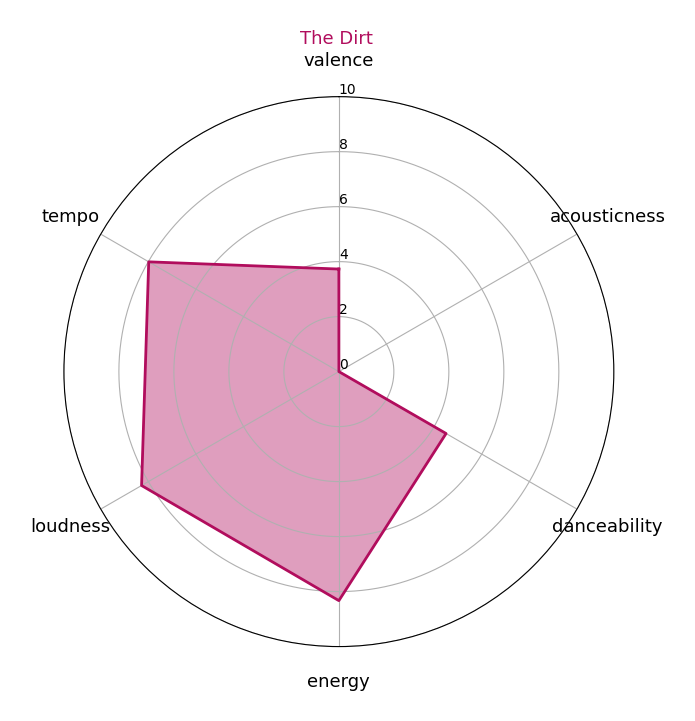 The Dirt
valence
10
8
6
4
2
0
tempo
acousticness
loudness
danceability
energy